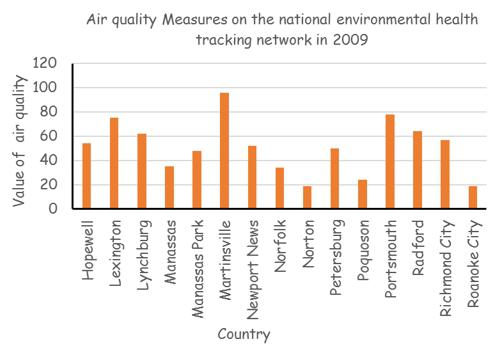 Air quality Measures on the national environmental health
tracking network in 2009
Value of air quality
120
100
80
60
40
20
0
Hopewell
Lexington
Lynchburg
Manassas
Manassas Park
Martinsville
Newport News
Norfolk
Norton
Petersburg
Poquoson
Portsmouth
Radford
Richmond City
Roanoke City
Country